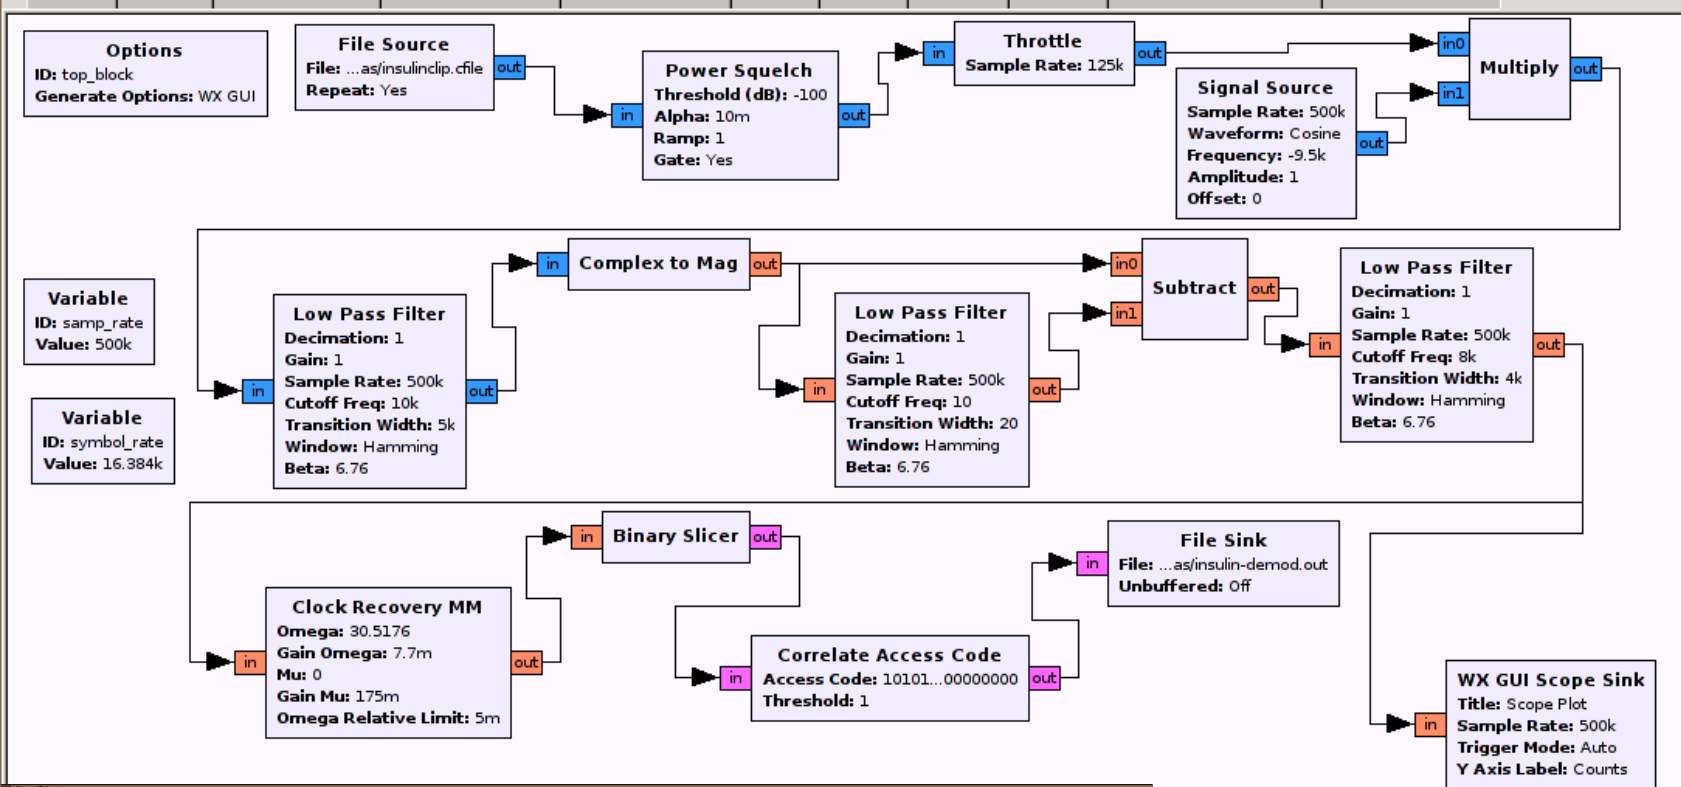 Options
ID: top_block
Generate Options: WX GUI
File Source
File: ...as/insulinclip.cfile
Repeat: Yes
out
in
Power Squelch
Threshold (dB): -100
Alpha: 10m
Ramp: 1
Gate: Yes
out
in
Throttle
Sample Rate: 125k
out
Signal Source
Sample Rate: 500k
Waveform: Cosine
Frequency: -9.5k
Amplitude: 1
Offset: 0
out
in0
in1
Multiply
out
Variable
ID: samp_rate
Value: 500k
Variable
ID: symbol_rate
Value: 16.384k
in
Low Pass Filter
Decimation: 1
Gain: 1
Sample Rate: 500k
Cutoff Freq: 10k
Transition Width: 5k
Window: Hamming
Beta: 6.76
out
in
Complex to Mag
out
in
Low Pass Filter
Decimation: 1
Gain: 1
Sample Rate: 500k
Cutoff Freq: 10
Transition Width: 20
Window: Hamming
Beta: 6.76
out
in0
in1
Subtract
out
in
Low Pass Filter
Decimation: 1
Gain: 1
Sample Rate: 500k
Cutoff Freq: 8k
Transition Width: 4k
Window: Hamming
Beta: 6.76
out
in
Clock Recovery MM
Omega: 30.5176
Gain Omega: 7.7m
Mu: 0
Gain Mu: 175m
Omega Relative Limit: 5m
out
in
Binary Slicer
out
in
Correlate Access Code
Access Code: 10101...00000000
Threshold: 1
out
in
File Sink
File: ...as/insulin-demod.out
Unbuffered: Off
in
WX GUI Scope Sink
Title: Scope Plot
Sample Rate: 500k
Trigger Mode: Auto
Y Axis Label: Counts